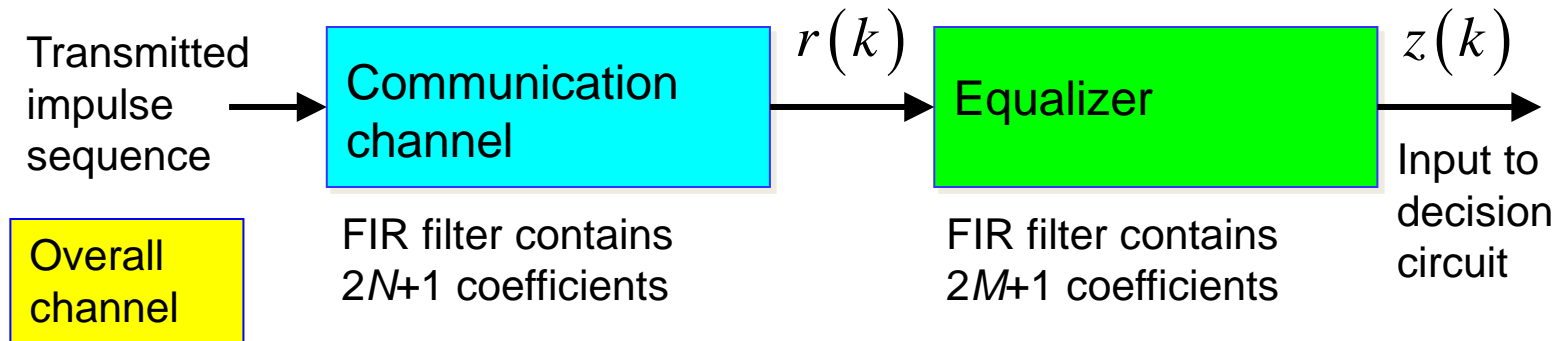 Transmitted
impulse
sequence
Communication
channel
r(k)
Equalizer
z(k)
Input to
decision
circuit
FIR filter contains
2N+1 coefficients
FIR filter contains
2M+1 coefficients
Overall
channel